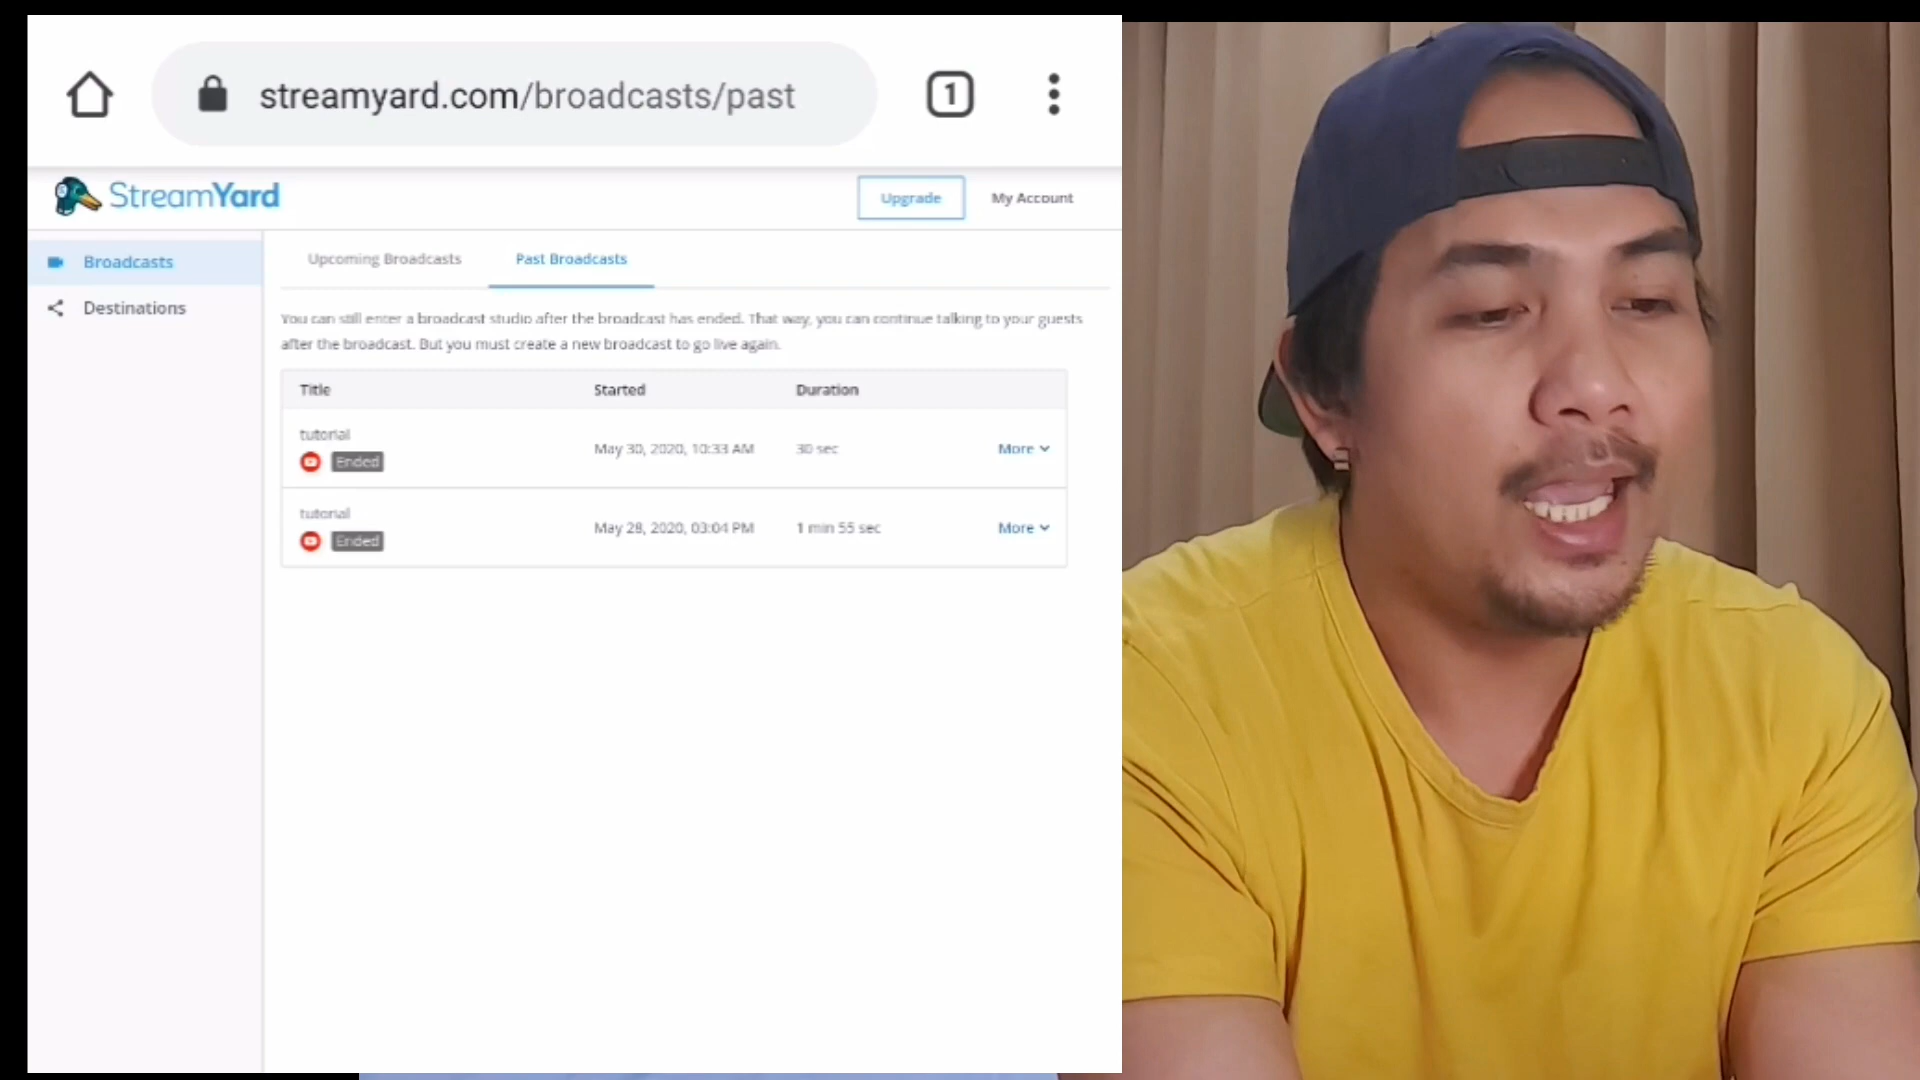 streamyard.com/broadcasts/past
1
StreamYard
Upgrade
My Account
Broadcasts
Destinations
Upcoming Broadcasts
Past Broadcasts
You can still enter a broadcast studio after the broadcast has ended. That way, you can continue talking to your guests
after the broadcast. But you must create a new broadcast to go live again.
Title Started Duration
tutorial
Ended
May 30, 2020, 10:33 AM
30 sec
More
tutorial
Ended
May 28, 2020, 03:04 PM
1 min 55 sec
More